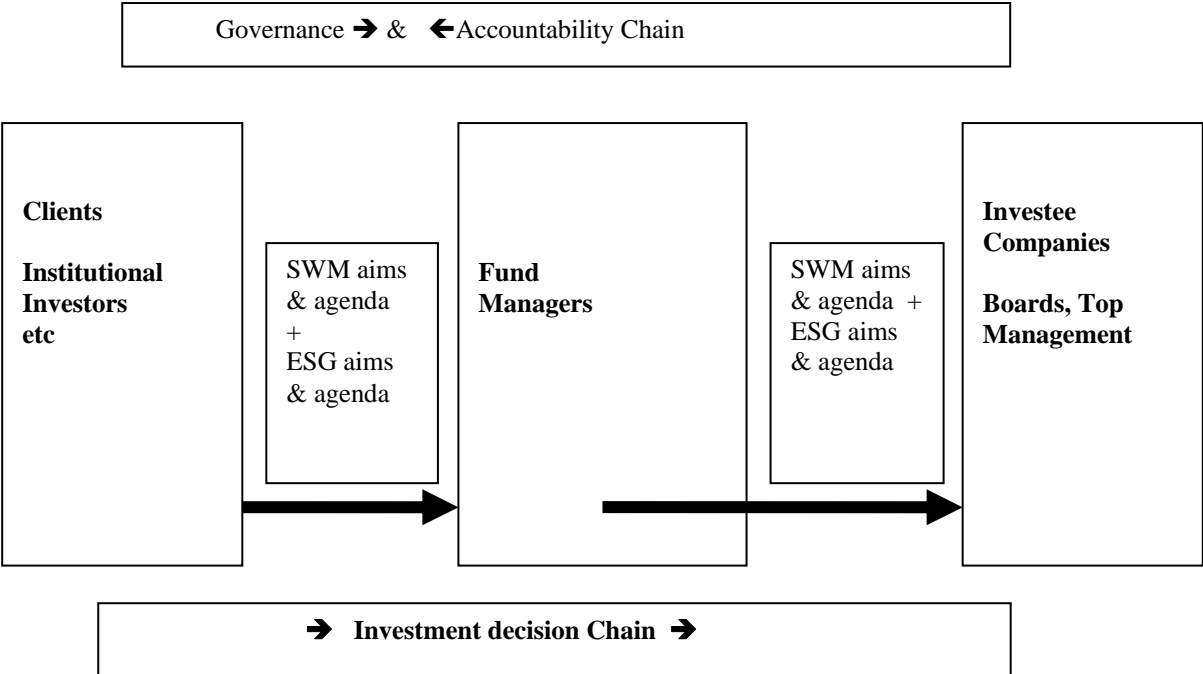 Governance ➔ & 🡸Accountability Chain
Clients
Institutional
Investors
etc
SWM aims
& agenda
+
ESG aims
& agenda
Fund
Managers
SWM aims
& agenda +
ESG aims
& agenda
Investee
Companies
Boards, Top
Management
➔ Investment decision Chain ➔